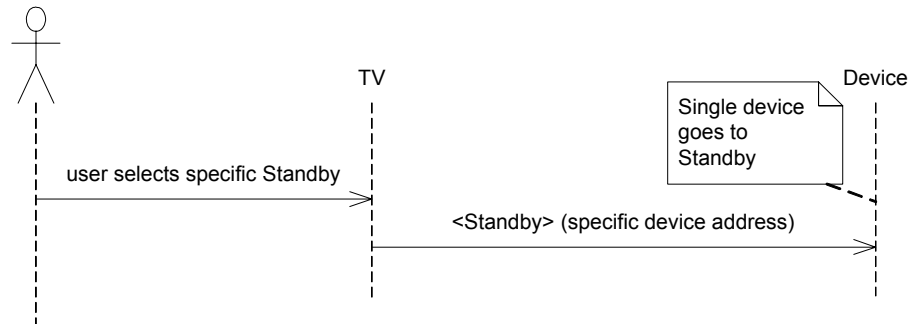 TV
Device
Single device
goes to
Standby
user selects specific Standby
<Standby> (specific device address)